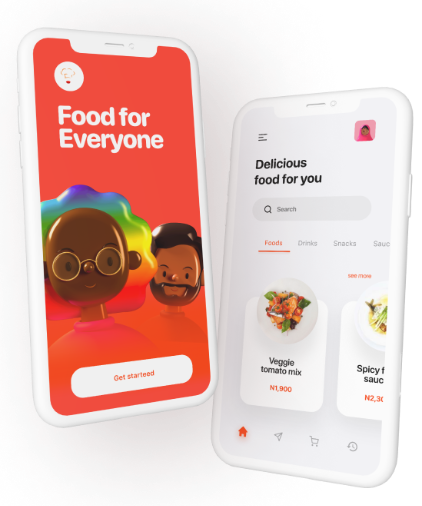 Food for
Everyone
Get starteed
Delicious
food for you
Search
Foods Drinks Snacks Sauc
see more
Veggie
tomato mix
N1,900
Spicy f
sauc
N2,30